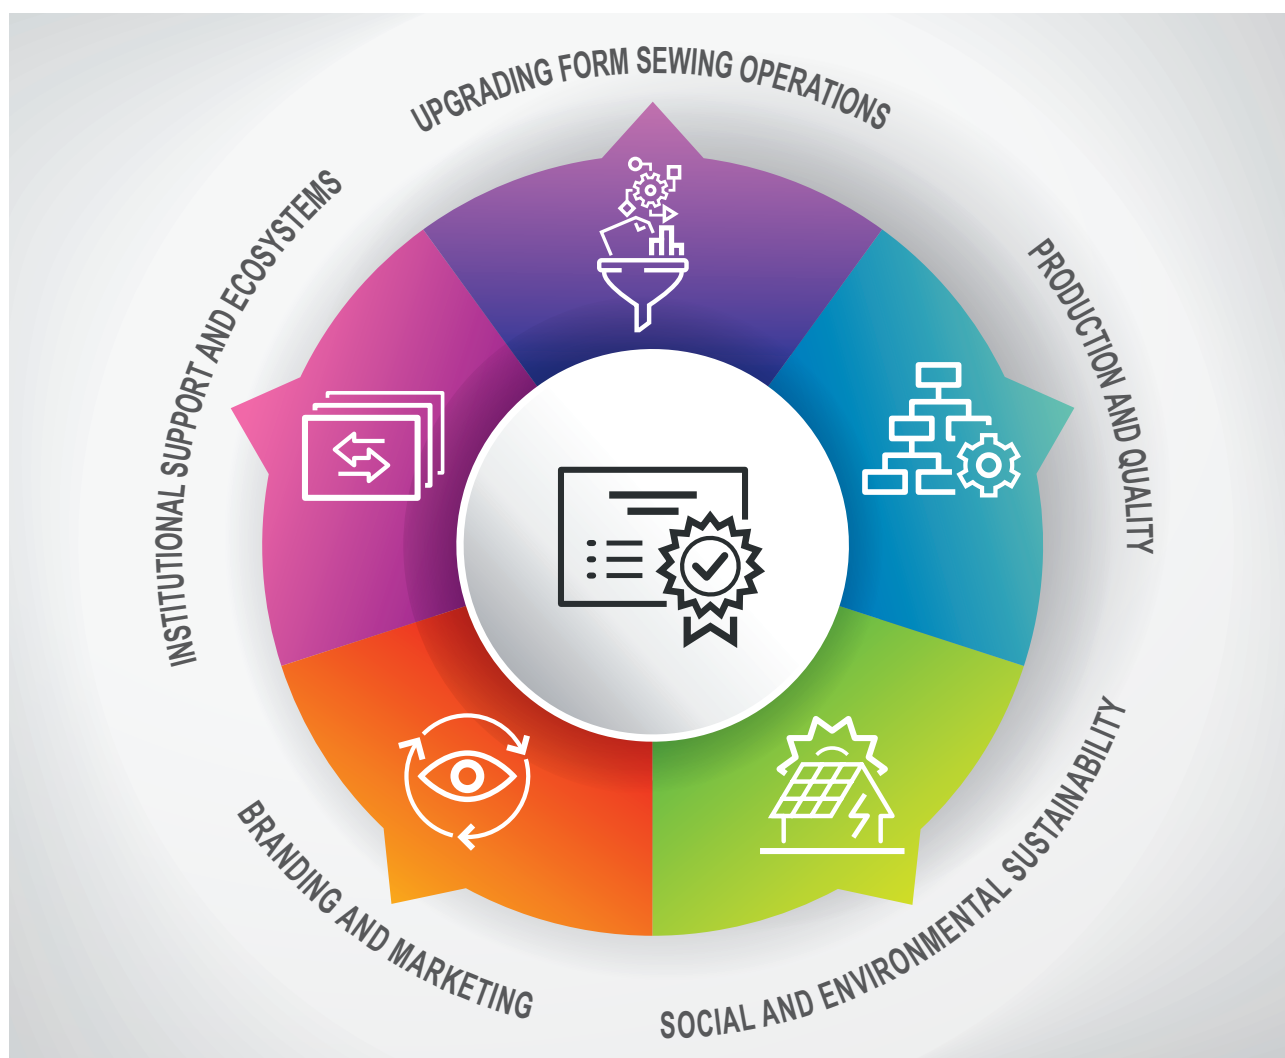 UPGRADING FORM SEWING OPERATIONS
PRODUCTION AND QUALITY
SOCIAL AND ENVIRONMENTAL SUSTAINABILITY
BRANDING AND MARKETING
INSTITUTIONAL SUPPORT AND ECOSYSTEMS